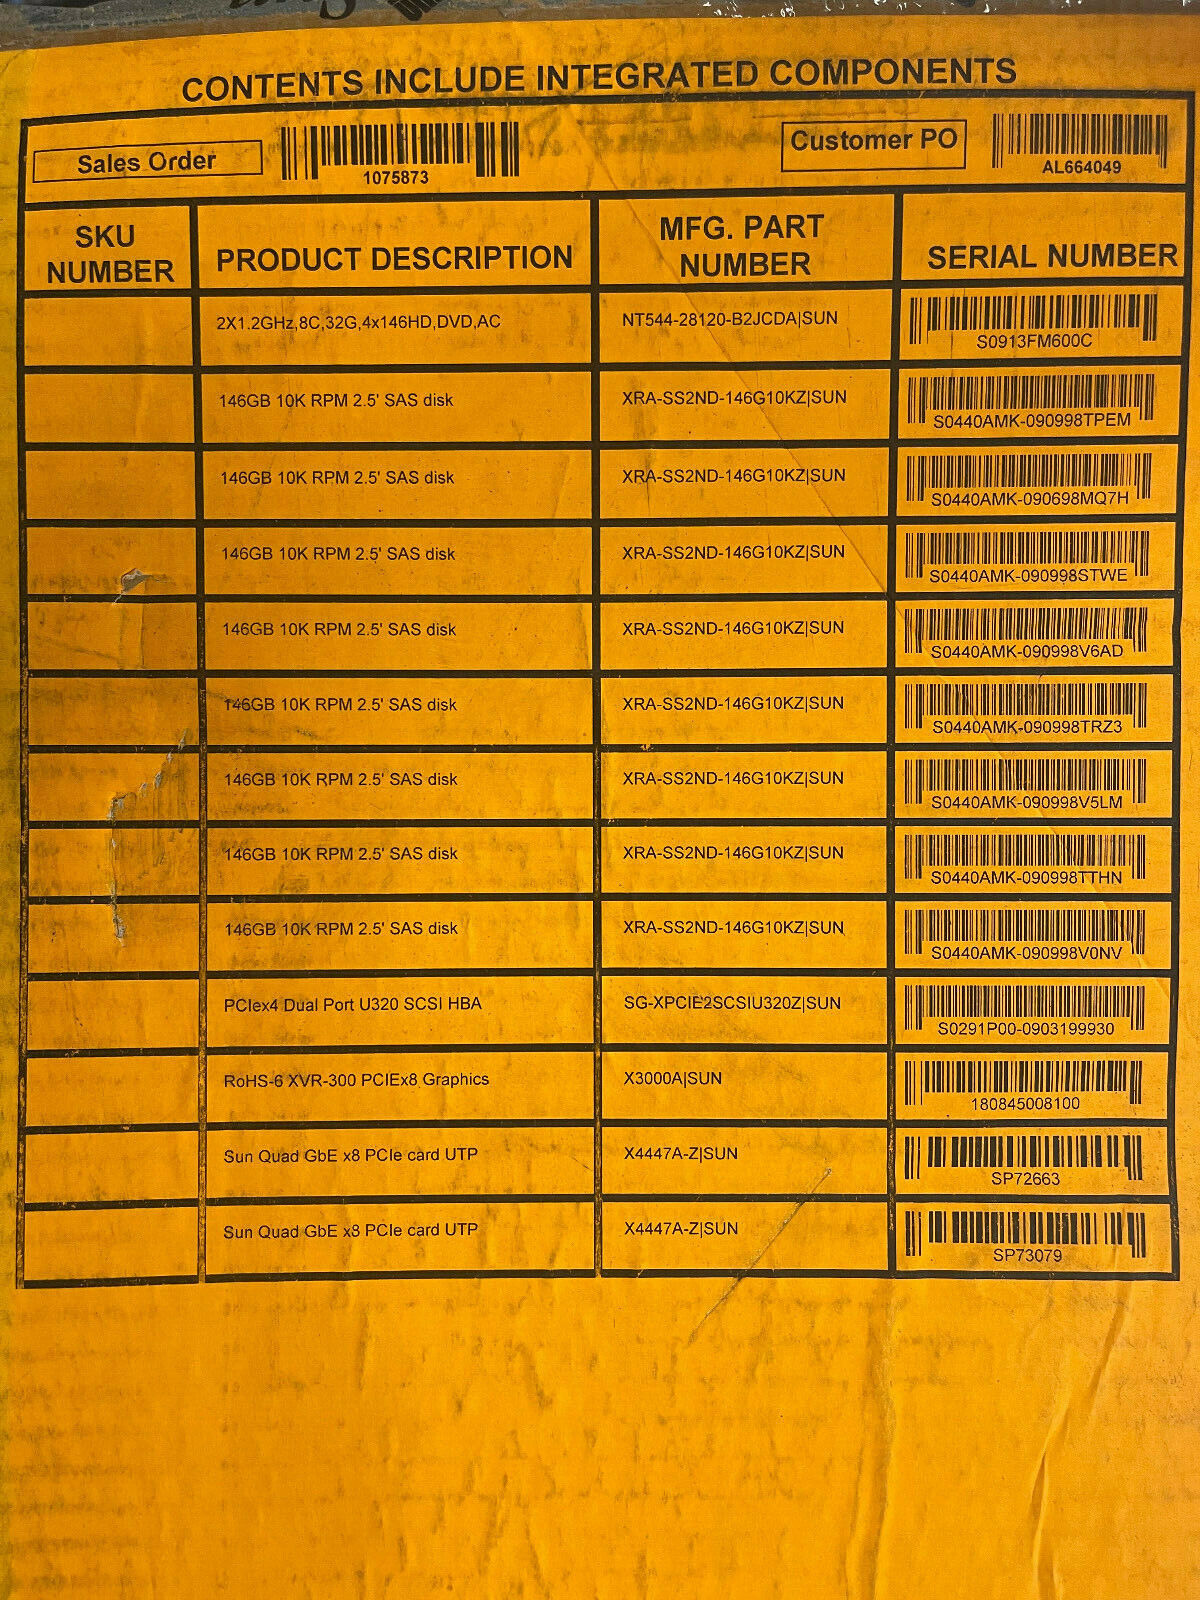 CONTENTS INCLUDE INTEGRATED COMPONENTS
Sales Order
1075873
Customer PO
AL664049
SKU NUMBER PRODUCT DESCRIPTION MFG. PART NUMBER SERIAL NUMBER
2X1.2GHz,8C,32G,4x146HD,DVD,AC NT544-28120-B2JCDA|SUN S0913FM600C
146GB 10K RPM 2.5' SAS disk XRA-SS2ND-146G10KZ|SUN S0440AMK-090998TPEM
146GB 10K RPM 2.5' SAS disk XRA-SS2ND-146G10KZ|SUN S0440AMK-090698MQ7H
146GB 10K RPM 2.5' SAS disk XRA-SS2ND-146G10KZ|SUN S0440AMK-090998STWE
146GB 10K RPM 2.5' SAS disk XRA-SS2ND-146G10KZ|SUN S0440AMK-090998V6AD
146GB 10K RPM 2.5' SAS disk XRA-SS2ND-146G10KZ|SUN S0440AMK-090998TRZ3
146GB 10K RPM 2.5' SAS disk XRA-SS2ND-146G10KZ|SUN S0440AMK-090998V5LM
146GB 10K RPM 2.5' SAS disk XRA-SS2ND-146G10KZ|SUN S0440AMK-090998TTHN
146GB 10K RPM 2.5' SAS disk XRA-SS2ND-146G10KZ|SUN S0440AMK-090998V0NV
PCIex4 Dual Port U320 SCSI HBA SG-XPCIE2SCSIU320Z|SUN S0291P00-0903199930
RoHS-6 XVR-300 PCIEx8 Graphics X3000A|SUN 180845008100
Sun Quad GbE x8 PCIe card UTP X4447A-Z|SUN SP72663
Sun Quad GbE x8 PCIe card UTP X4447A-Z|SUN SP73079